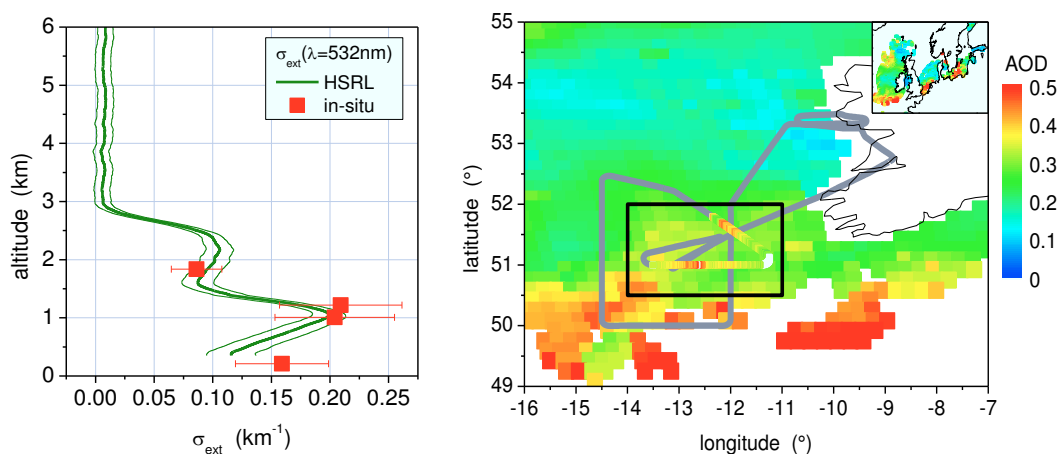 σext(λ=532nm)
HSRL
in-situ
6
5
4
3
2
1
0
altitude (km)
0.00 0.05 0.10 0.15 0.20 0.25
σext (km-1)
55
54
53
52
51
50
49
latitutude (°)
-16 -15 -14 -13 -12 -11 -10 -9 -8 -7
longitude (°)
AOD
0.5
0.4
0.3
0.2
0.1
0